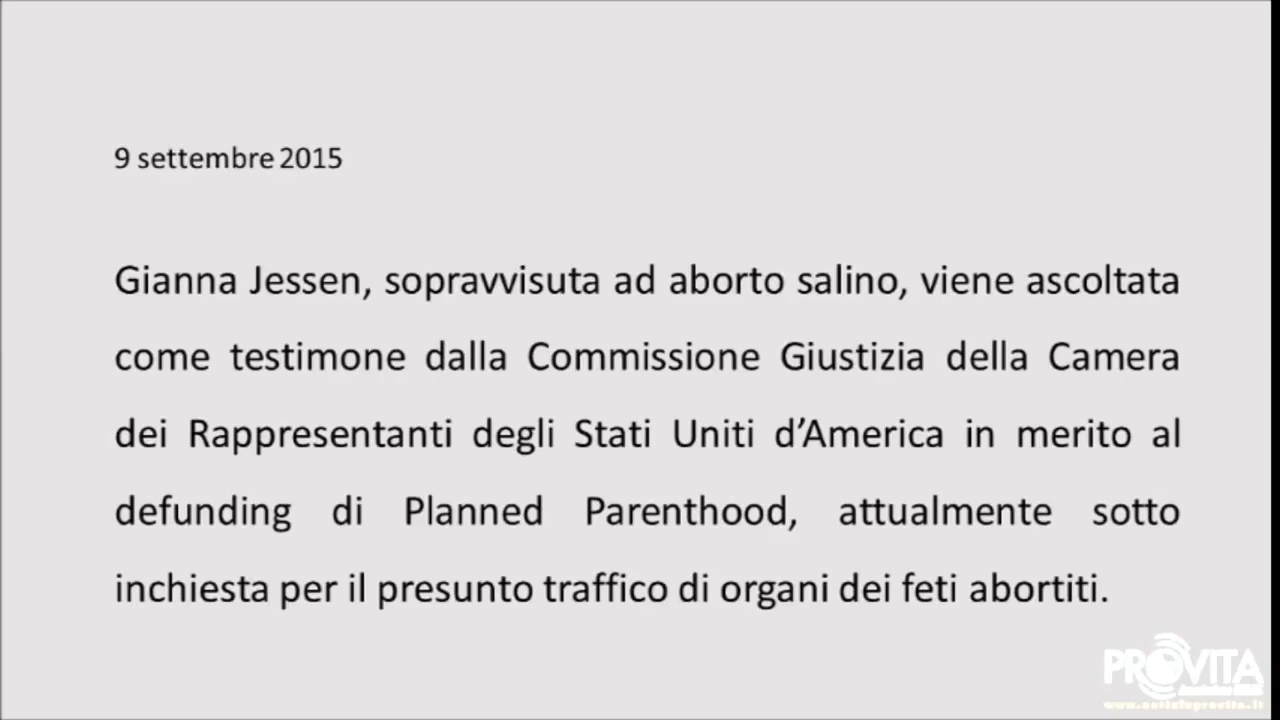 9 settembre 2015
Gianna Jessen, sopravvisuta ad aborto salino, viene ascoltata
come testimone dalla Commissione Giustizia della Camera
dei Rappresentanti degli Stati Uniti d’America in merito al
defunding di Planned Parenthood, attualmente sotto
inchiesta per il presunto traffico di organi dei feti abortiti.
PROVITA